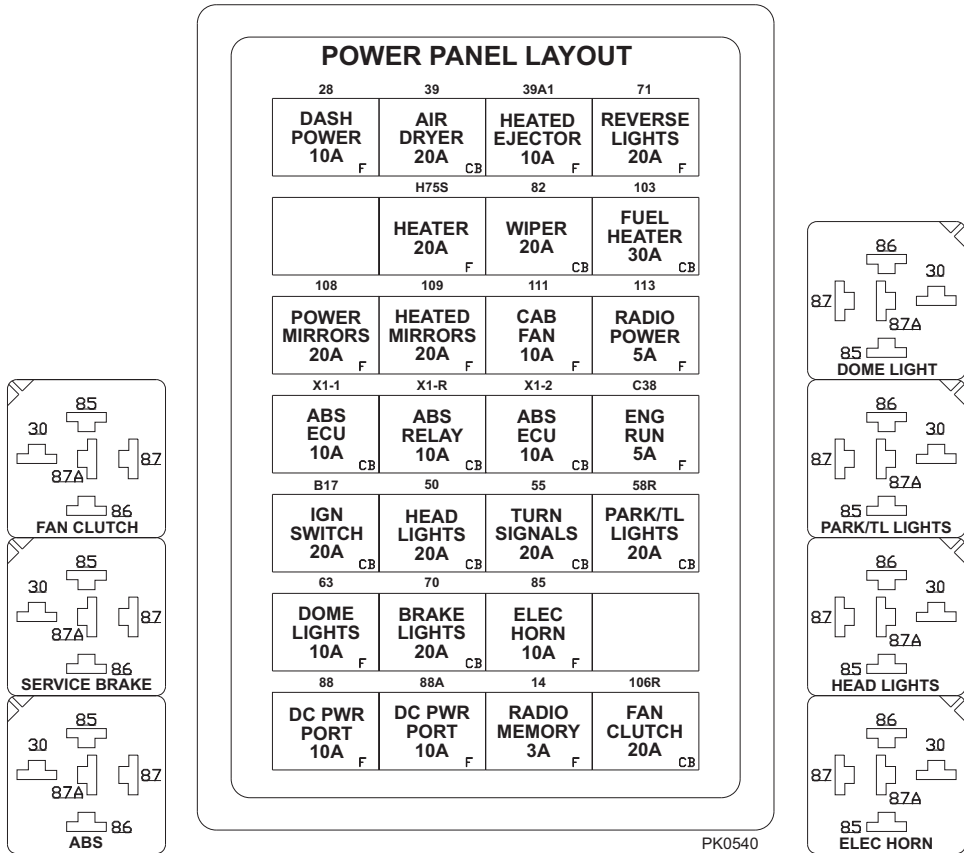 POWER PANEL LAYOUT
28 39 39A1 71
DASH POWER 10A F
AIR DRYER 20A CB
HEATED EJECTOR 10A F
REVERSE LIGHTS 20A F
H75S 82 103
HEATER 20A F
WIPER 20A CB
FUEL HEATER 30A CB
108 109 111 113
POWER MIRRORS 20A F
HEATED MIRRORS 20A F
CAB FAN 10A F
RADIO POWER 5A F
X1-1 X1-R X1-2 C38
ABS ECU 10A CB
ABS RELAY 10A CB
ABS ECU 10A CB
ENG RUN 5A F
B17 50 55 58R
IGN SWITCH 20A CB
HEAD LIGHTS 20A CB
TURN SIGNALS 20A CB
PARK/TL LIGHTS 20A CB
63 70 85
DOME LIGHTS 10A F
BRAKE LIGHTS 20A CB
ELEC HORN 10A F
88 88A 14 106R
DC PWR PORT 10A F
DC PWR PORT 10A F
RADIO MEMORY 3A F
FAN CLUTCH 20A CB
85
30
87
87A
86
FAN CLUTCH
85
30
87
87A
86
SERVICE BRAKE
85
30
87
87A
86
ABS
86
30
87
87A
85
DOME LIGHT
86
30
87
87A
85
PARK/TL LIGHTS
86
30
87
87A
85
HEAD LIGHTS
86
30
87
87A
85
ELEC HORN
PK0540